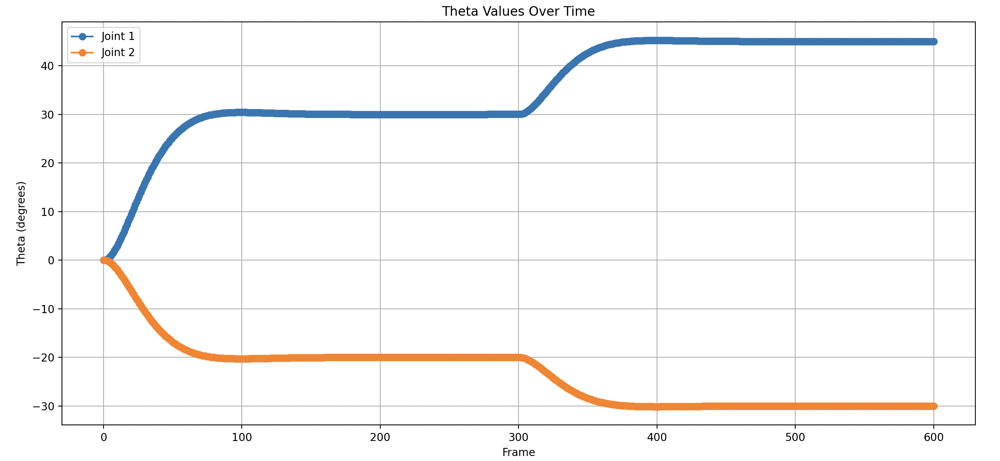 Theta Values Over Time
Joint 1
Joint 2
40
30
20
10
0
−10
−20
−30
Theta (degrees)
0 100 200 300 400 500 600
Frame